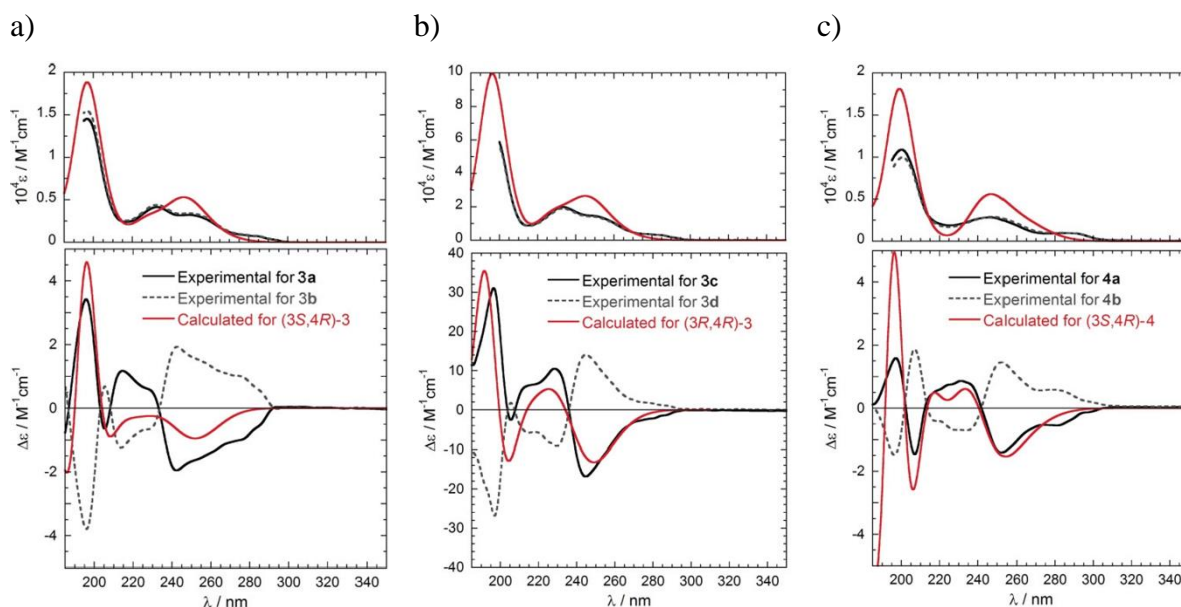 a)
b)
c)
2
1.5
1
0.5
0
10⁴ε / M⁻¹cm⁻¹
10
8
6
4
2
0
10⁴ε / M⁻¹cm⁻¹
2
1.5
1
0.5
0
10⁴ε / M⁻¹cm⁻¹
4
2
0
-2
-4
Δε / M⁻¹cm⁻¹
Experimental for 3a
Experimental for 3b
Calculated for (3S,4R)-3
200 220 240 260 280 300 320 340
λ / nm
40
30
20
10
0
-10
-20
-30
-40
Δε / M⁻¹cm⁻¹
Experimental for 3c
Experimental for 3d
Calculated for (3R,4R)-3
200 220 240 260 280 300 320 340
λ / nm
4
2
0
-2
-4
Δε / M⁻¹cm⁻¹
Experimental for 4a
Experimental for 4b
Calculated for (3S,4R)-4
200 220 240 260 280 300 320 340
λ / nm